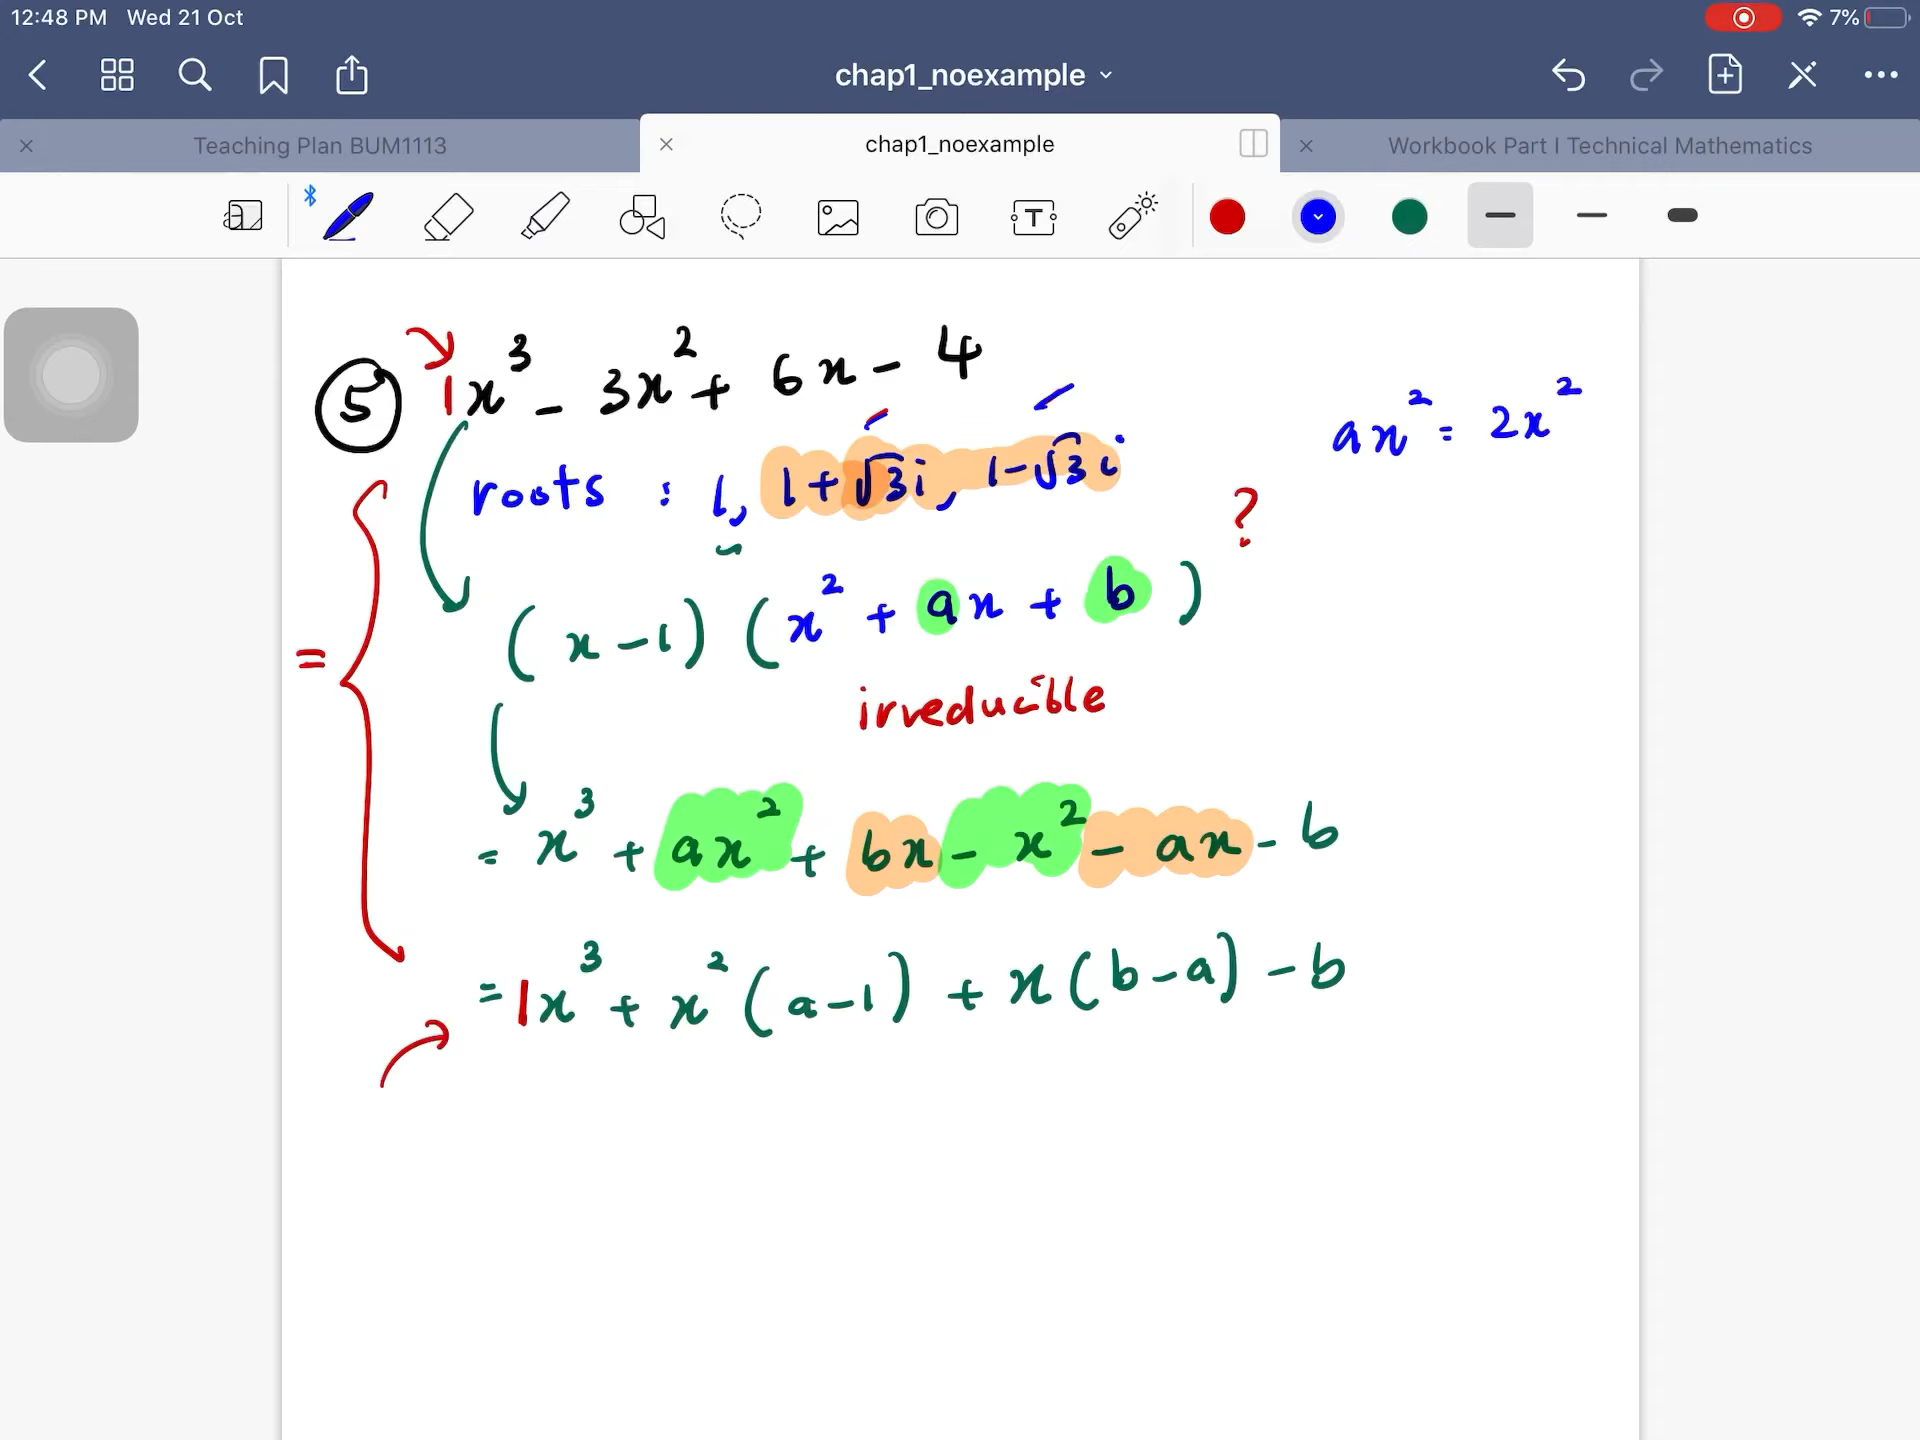 12:48 PM Wed 21 Oct 7%
chap1_noexample
Teaching Plan BUM1113 chap1_noexample Workbook Part I Technical Mathematics
T
5 1x³ - 3x² + 6x - 4
ax² = 2x²
roots : 1, 1+√3i, 1-√3i
?
(x-1)(x² + ax + b)
irreducible
=
= x³ + ax² + bx - x² - ax - b
= 1x³ + x²(a-1) + x(b-a) - b